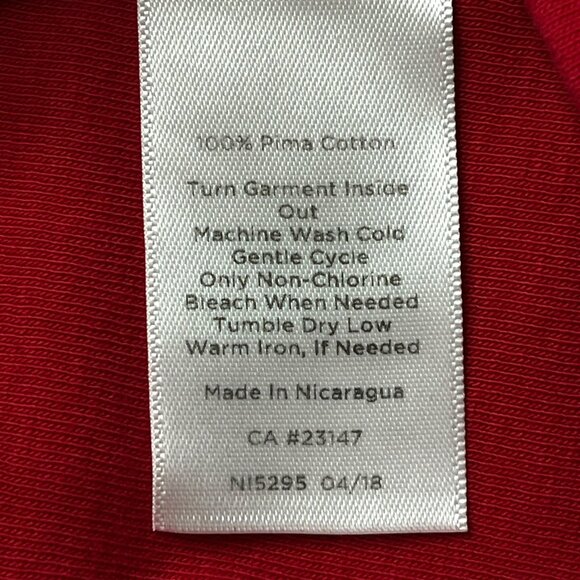 100% Pima Cotton
Turn Garment Inside
Out
Machine Wash Cold
Gentle Cycle
Only Non-Chlorine
Bleach When Needed
Tumble Dry Low
Warm Iron, If Needed
Made In Nicaragua
CA #23147
NI5295 04/18